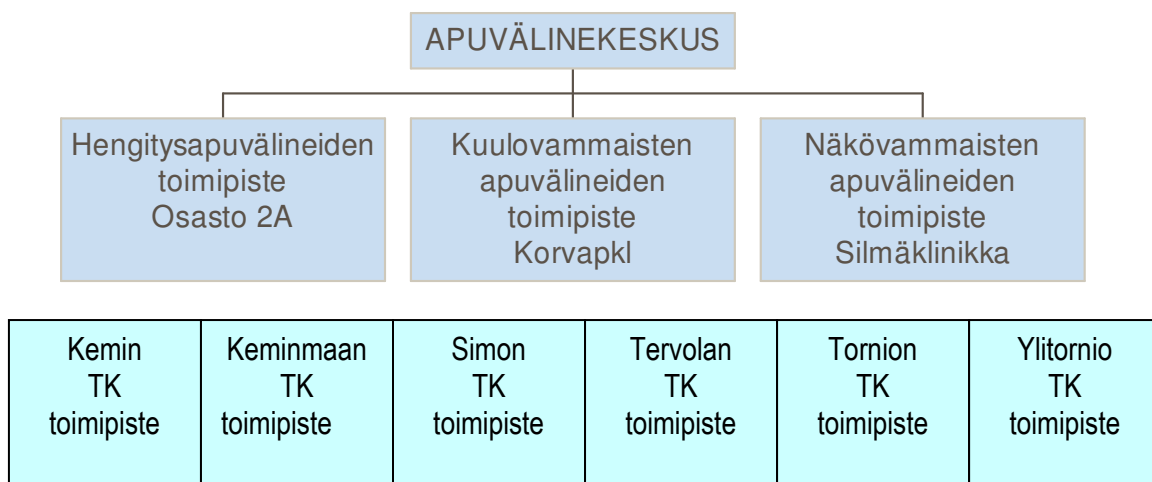 APUVÄLINEKESKUS
Hengitysapuvälineiden
toimipiste
Osasto 2A
Kuulovammaisten
apuvälineiden
toimipiste
Korvapkl
Näkövammaisten
apuvälineiden
toimipiste
Silmäklinikka
Kemin
TK
toimipiste
Keminmaan
TK
toimipiste
Simon
TK
toimipiste
Tervolan
TK
toimipiste
Tornion
TK
toimipiste
Ylitornio
TK
toimipiste